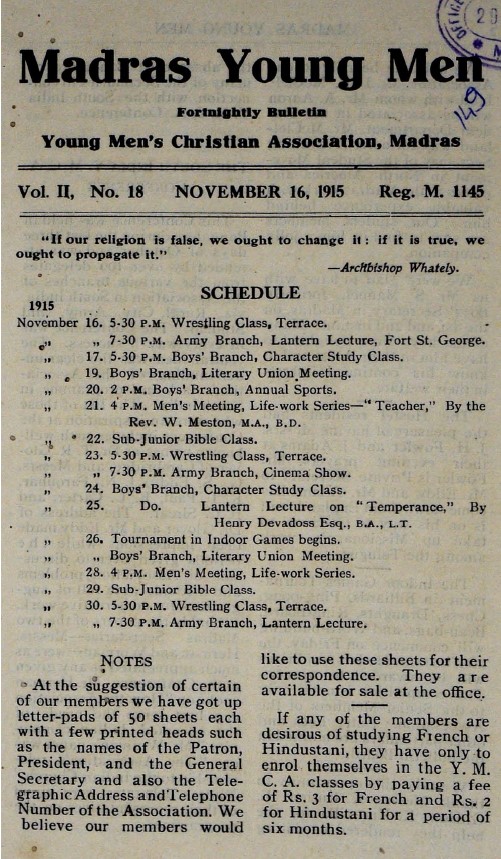 OFFICE
Madras Young Men
149
Fortnightly Bulletin
Young Men's Christian Association, Madras
Vol. II, No. 18 NOVEMBER 16, 1915 Reg. M. 1145
"If our religion is false, we ought to change it: if it is true, we
ought to propagate it."
—Archbishop Whately.
SCHEDULE
1915
November 16. 5-30 P.M. Wrestling Class, Terrace.
„ „ 7-30 P.M. Army Branch, Lantern Lecture, Fort St. George.
„ 17. 5-30 P.M. Boys' Branch, Character Study Class.
„ 19. Boys' Branch, Literary Union Meeting.
„ 20. 2 P.M. Boys' Branch, Annual Sports.
„ 21. 4 P.M. Men's Meeting, Life-work Series—"Teacher," By the
Rev. W. Meston, M.A., B.D.
„ 22. Sub-Junior Bible Class.
„ 23. 5-30 P.M. Wrestling Class, Terrace.
„ „ 7-30 P.M. Army Branch, Cinema Show.
„ 24. Boys' Branch, Character Study Class.
„ 25. Do. Lantern Lecture on "Temperance," By
Henry Devadoss Esq., B.A., L.T.
„ 26. Tournament in Indoor Games begins.
„ „ Boys' Branch, Literary Union Meeting.
„ 28. 4 P.M. Men's Meeting, Life-work Series.
„ 29. Sub-Junior Bible Class.
„ 30. 5-30 P.M. Wrestling Class, Terrace.
„ „ 7-30 P.M. Army Branch, Lantern Lecture.
NOTES
At the suggestion of certain
of our members we have got up
letter-pads of 50 sheets each
with a few printed heads such
as the names of the Patron,
President, and the General
Secretary and also the Tele-
graphic Address and Telephone
Number of the Association. We
believe our members would
like to use these sheets for their
correspondence. They are
available for sale at the office.
If any of the members are
desirous of studying French or
Hindustani, they have only to
enrol themselves in the Y. M.
C. A. classes by paying a fee
of Rs. 3 for French and Rs. 2
for Hindustani for a period of
six months.